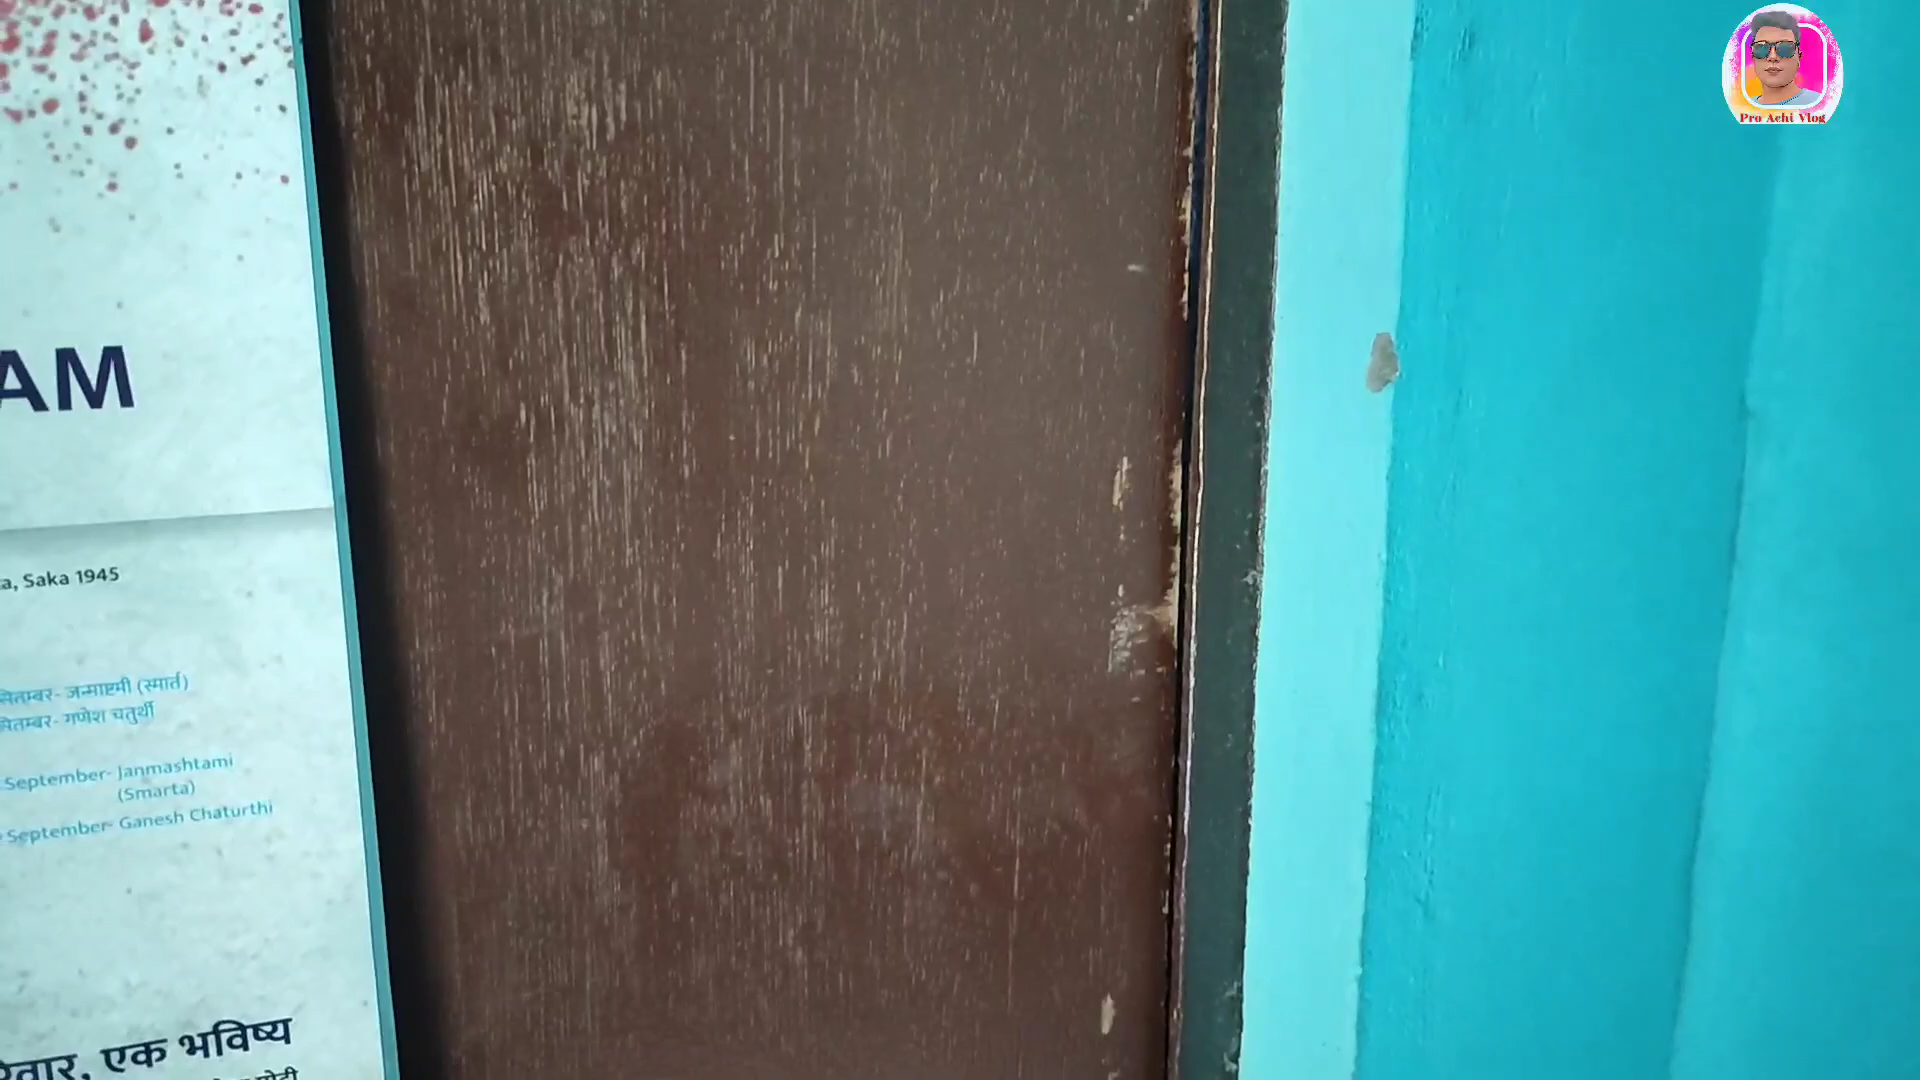 Pro Achi Vlog
AM
a, Saka 1945
सितम्बर- जन्माष्टमी (स्मार्त)
सितम्बर- गणेश चतुर्थी
September- Janmashtami
(Smarta)
September- Ganesh Chaturthi
रिवार, एक भविष्य